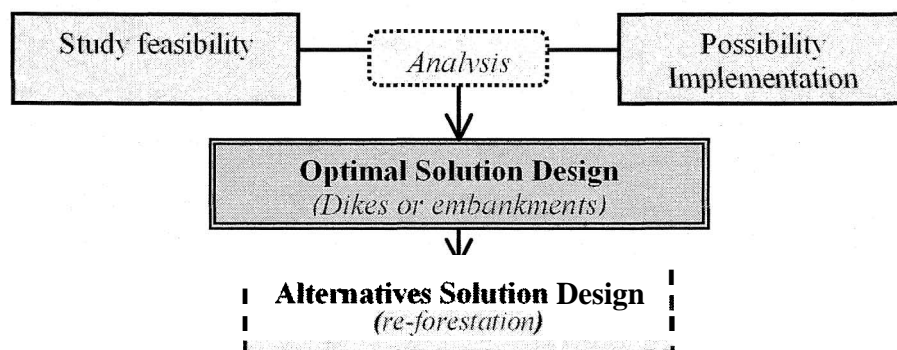 Study feasibility
Analysis
Possibility
Implementation
Optimal Solution Design
(Dikes or embankments)
Alternatives Solution Design
(re-forestation)